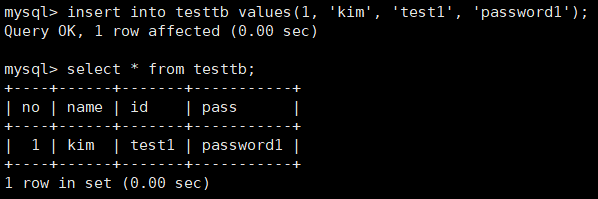 mysql> insert into testtb values(1, 'kim', 'test1', 'password1');
Query OK, 1 row affected (0.00 sec)
mysql> select * from testtb;
+----+------+-------+-----------+
| no | name | id    | pass      |
+----+------+-------+-----------+
|  1 | kim  | test1 | password1 |
+----+------+-------+-----------+
1 row in set (0.00 sec)